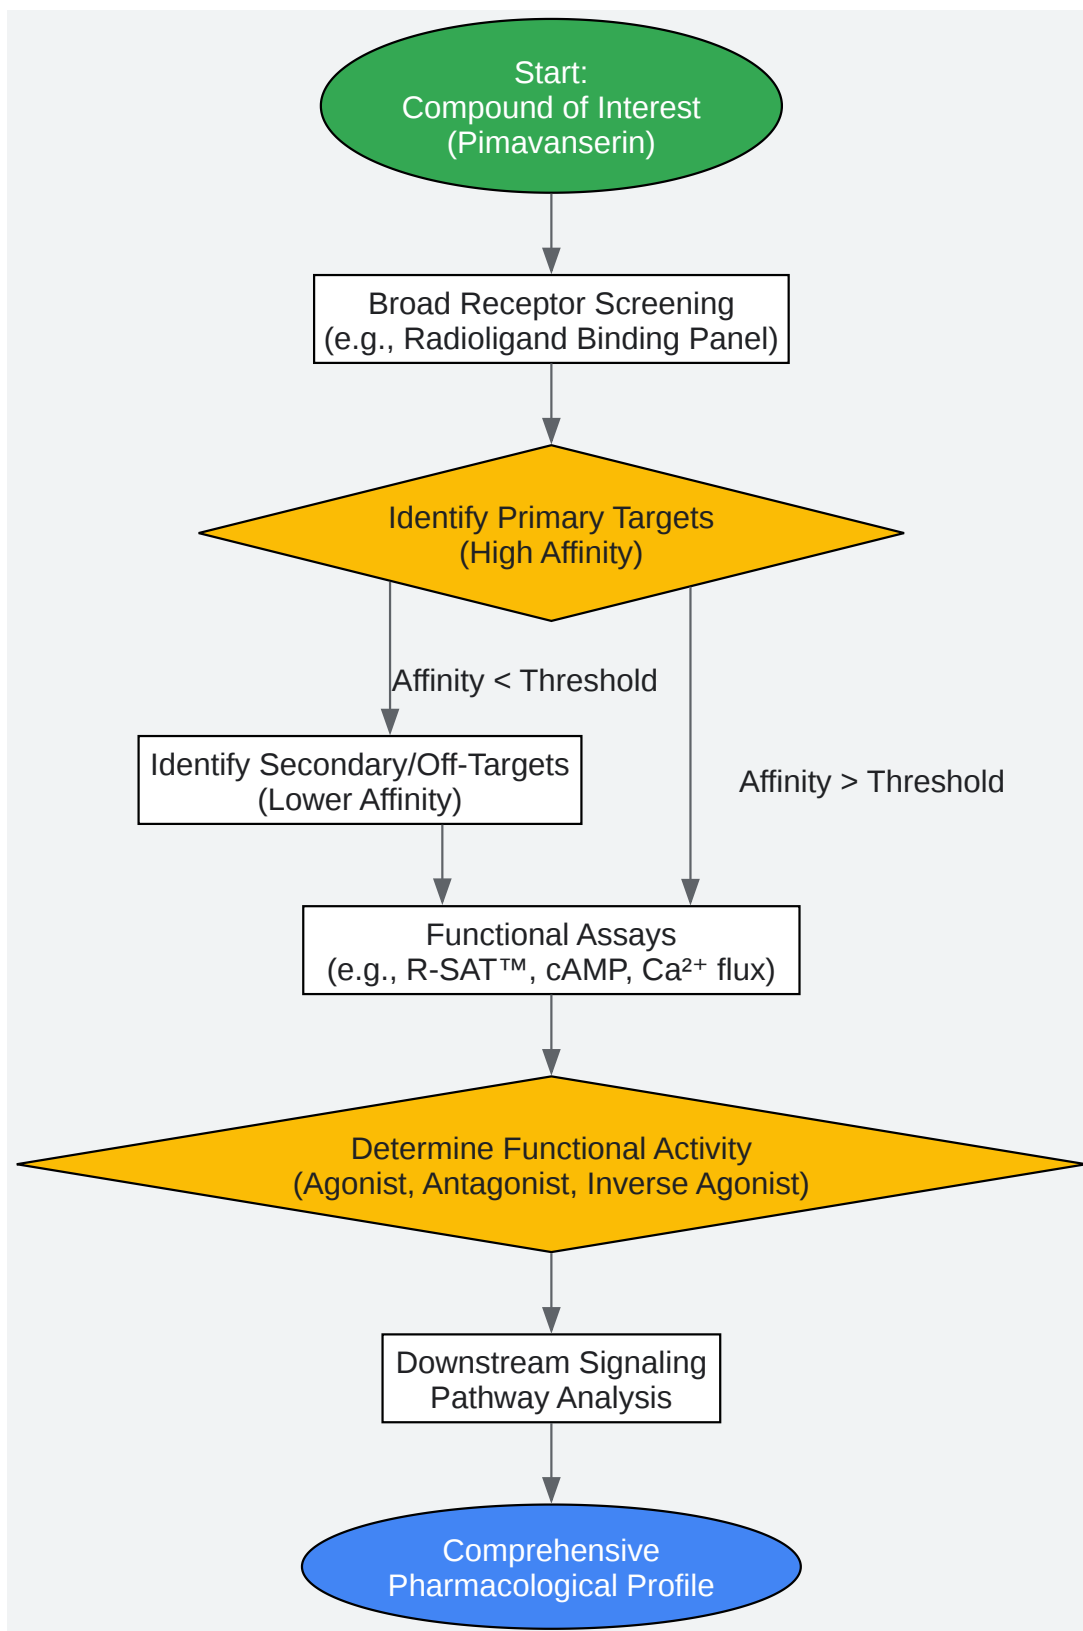 Start:
Compound of Interest
(Pimavanserin)
Broad Receptor Screening
(e.g., Radioligand Binding Panel)
Identify Primary Targets
(High Affinity)
Affinity < Threshold
Identify Secondary/Off-Targets
(Lower Affinity)
Affinity > Threshold
Functional Assays
(e.g., R-SAT™, cAMP, Ca²⁺ flux)
Determine Functional Activity
(Agonist, Antagonist, Inverse Agonist)
Downstream Signaling
Pathway Analysis
Comprehensive
Pharmacological Profile